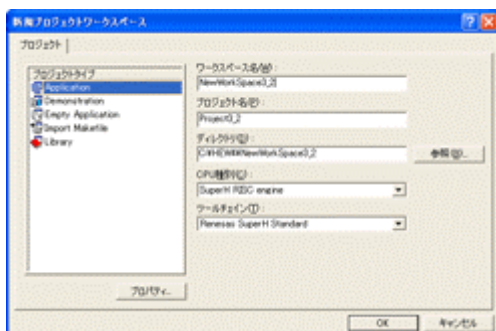 新規プロジェクトワークスペース
プロジェクト
プロジェクトタイプ
Application
Demonstration
Empty Application
Import Makefile
Library
プロパティ...
ワークスペース名(W):
NewWorkSpace3_2
プロジェクト名(P):
Project3_2
ディレクトリ(D):
C:¥HEW4¥NewWorkSpace3_2
参照(B)...
CPU種別(C):
SuperH RISC engine
ツールチェイン(T):
Renesas SuperH Standard
OK
キャンセル